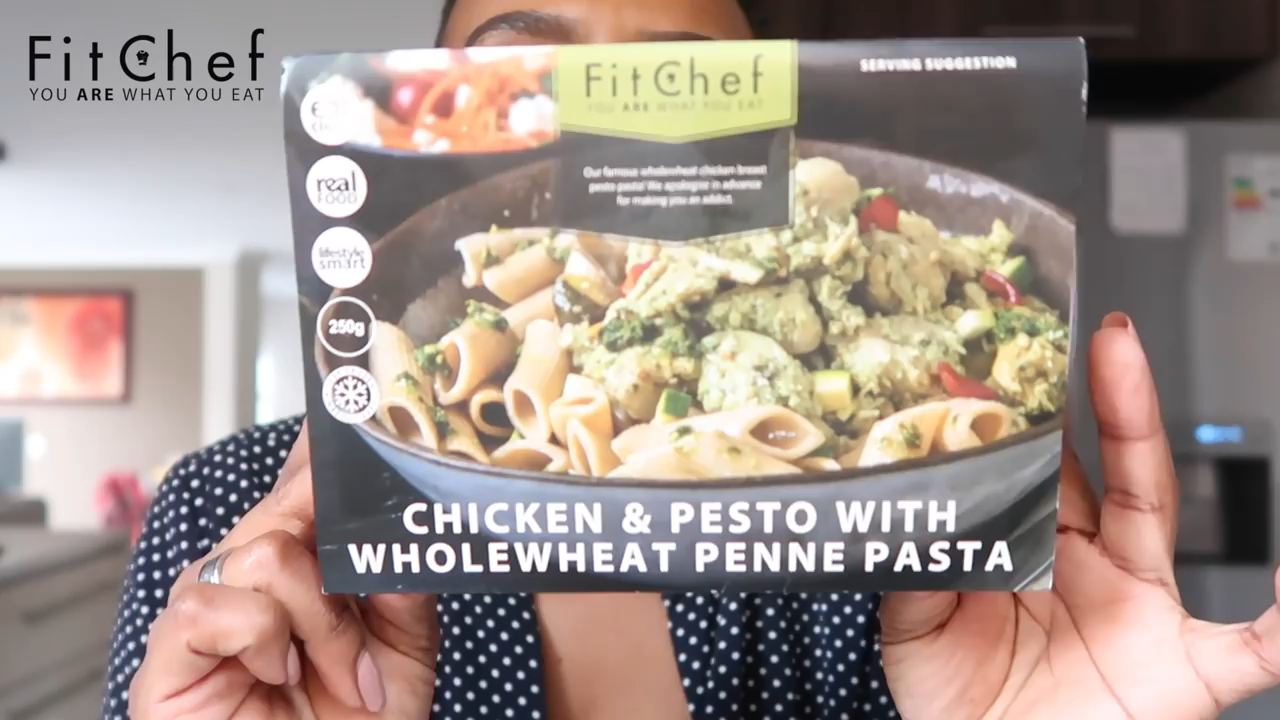 FitChef
YOU ARE WHAT YOU EAT
FitChef
YOU ARE WHAT YOU EAT
SERVING SUGGESTION
Our famous wholewheat chicken breast
pesto pasta! We apologise in advance
for making you an addict.
real
FOOD
lifestyle
smart
250g
CHICKEN & PESTO WITH
WHOLEWHEAT PENNE PASTA